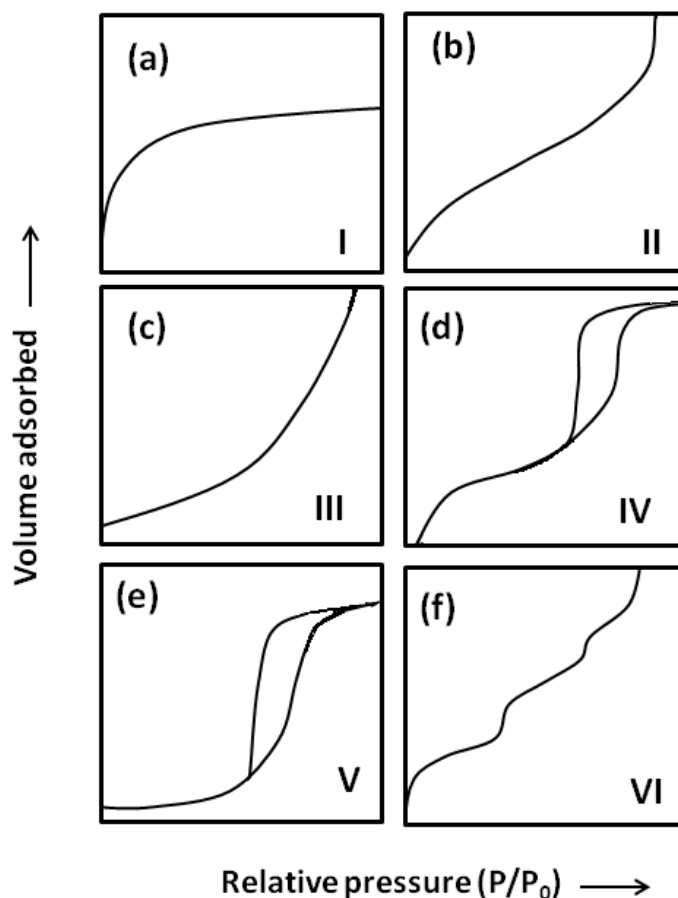 (a)
I
(b)
II
(c)
III
(d)
IV
(e)
V
(f)
VI
Volume adsorbed
Relative pressure (P/P₀)